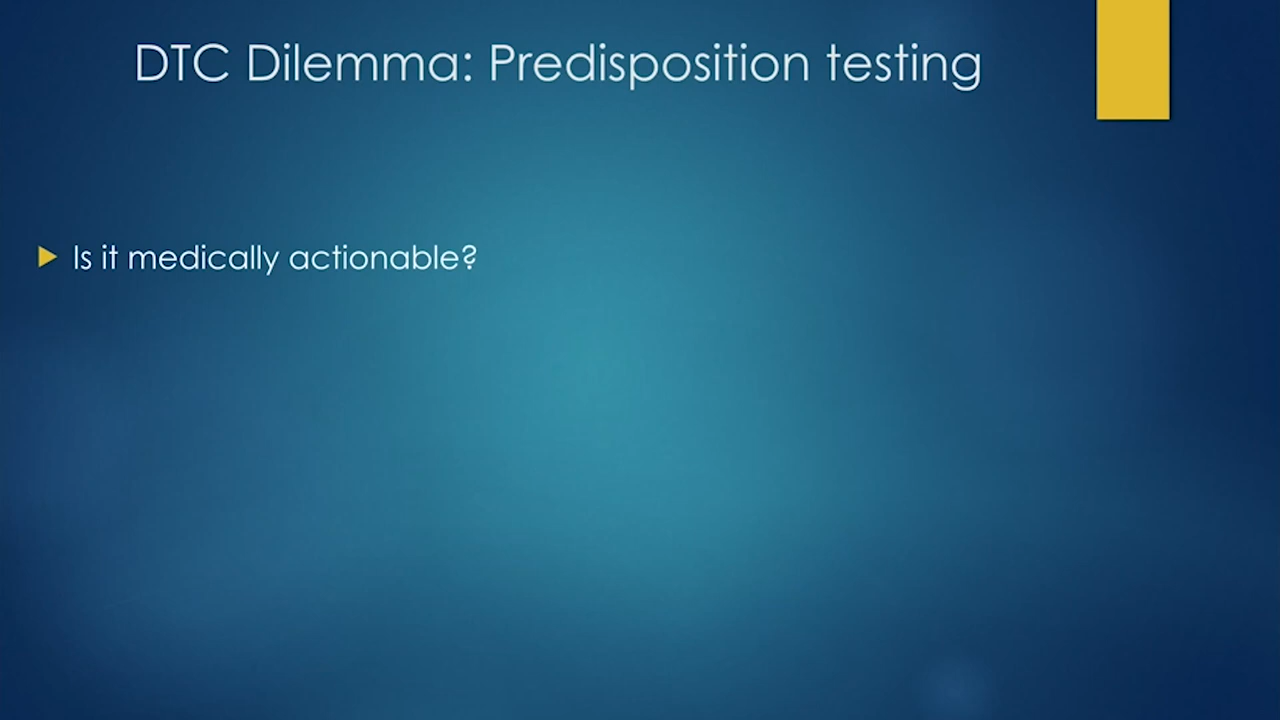 DTC Dilemma: Predisposition testing
Is it medically actionable?